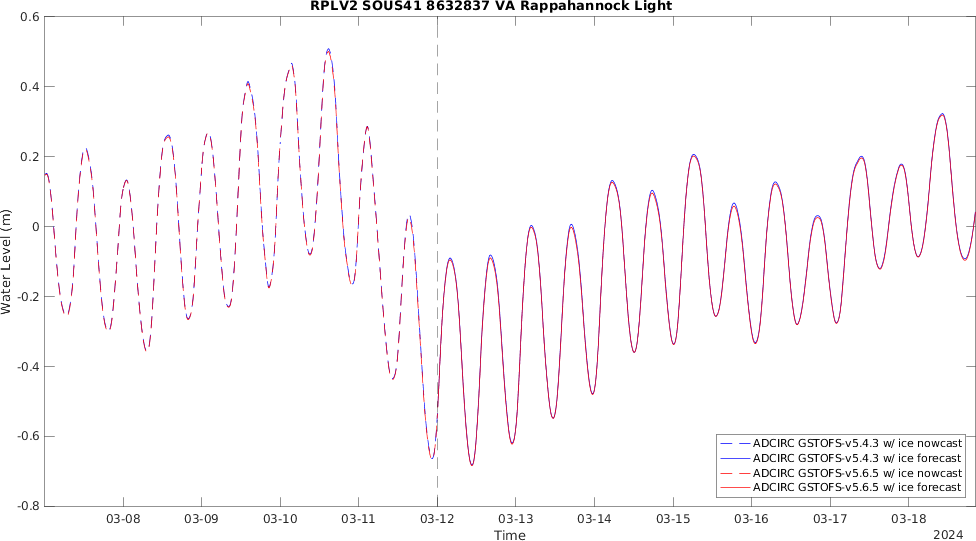 RPLV2 SOUS41 8632837 VA Rappahannock Light
0.6
0.4
0.2
0
-0.2
-0.4
-0.6
-0.8
Water Level (m)
ADCIRC GSTOFS-v5.4.3 w/ ice nowcast
ADCIRC GSTOFS-v5.4.3 w/ ice forecast
ADCIRC GSTOFS-v5.6.5 w/ ice nowcast
ADCIRC GSTOFS-v5.6.5 w/ ice forecast
03-08 03-09 03-10 03-11 03-12 03-13 03-14 03-15 03-16 03-17 03-18
Time
2024